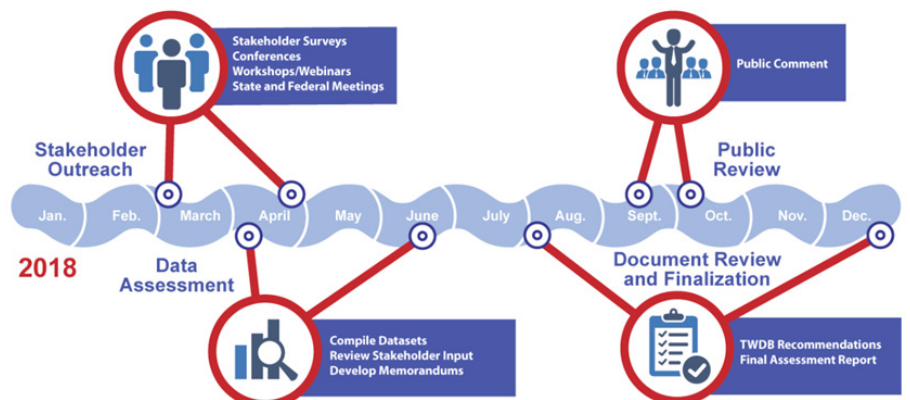 Stakeholder Surveys
Conferences
Workshops/Webinars
State and Federal Meetings
Public Comment
Stakeholder
Outreach
Public
Review
Jan.
Feb.
March
April
May
June
July
Aug.
Sept.
Oct.
Nov.
Dec.
2018
Data
Assessment
Document Review
and Finalization
Compile Datasets
Review Stakeholder Input
Develop Memorandums
TWDB Recommendations
Final Assessment Report